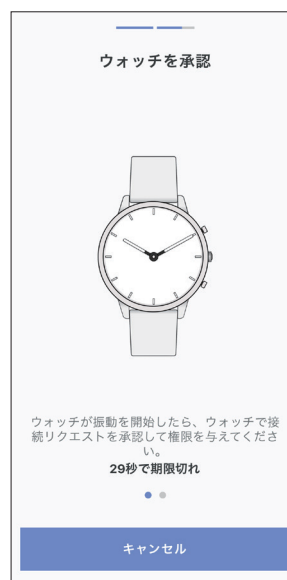 ウォッチを承認
ウォッチが振動を開始したら、ウォッチで接
続リクエストを承認して権限を与えてくださ
い。
29秒で期限切れ
キャンセル